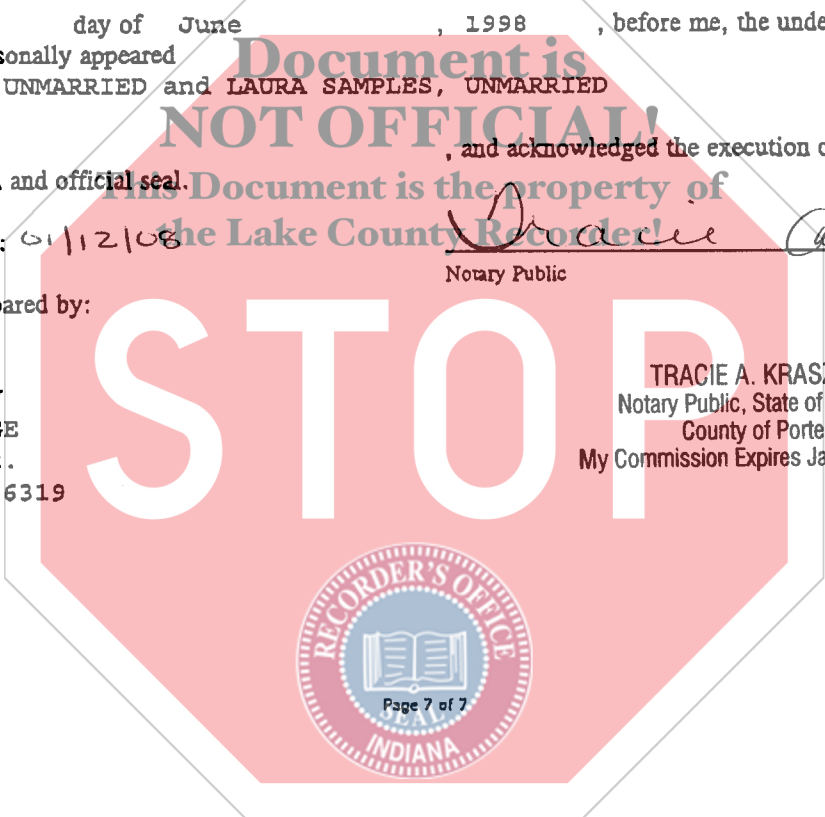 day of June , 1998 , before me, the unde
sonally appeared
Document is
UNMARRIED and LAURA SAMPLES, UNMARRIED
NOT OFFICIAL!
, and acknowledged the execution o
and official seal.
This Document is the property of
: 01/12/08
the Lake County Recorder!
Tracie
Notary Public
pared by:
STOP
TRACIE A. KRASZ
Notary Public, State of
County of Porte
My Commission Expires Ja
GE
6319
RECORDER'S OFFICE
Page 7 of 7
SEAL
INDIANA